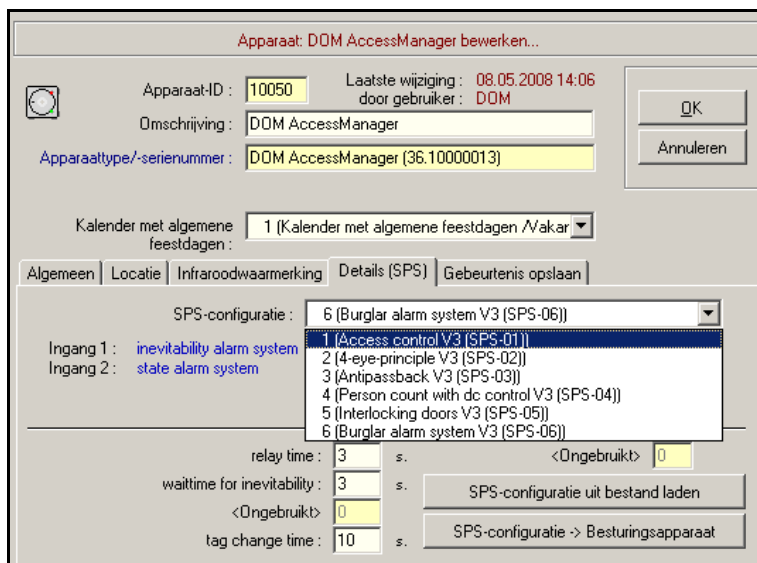 Apparaat: DOM AccessManager bewerken...
Apparaat-ID : 10050 Laatste wijziging : 08.05.2008 14:06
door gebruiker : DOM
Omschrijving : DOM AccessManager
Apparaattype/-serienummer : DOM AccessManager (36.10000013)
OK
Annuleren
Kalender met algemene feestdagen : 1 (Kalender met algemene feestdagen /Vakar
Algemeen Locatie Infraroodwaarmerking Details (SPS) Gebeurtenis opslaan
SPS-configuratie : 6 (Burglar alarm system V3 (SPS-06))
Ingang 1 : inevitability alarm system
Ingang 2 : state alarm system
1 (Access control V3 (SPS-01))
2 (4-eye-principle V3 (SPS-02))
3 (Antipassback V3 (SPS-03))
4 (Person count with dc control V3 (SPS-04))
5 (Interlocking doors V3 (SPS-05))
6 (Burglar alarm system V3 (SPS-06))
relay time : 3 s. <Ongebruikt> 0
waittime for inevitability : 3 s.
<Ongebruikt> 0
tag change time : 10 s.
SPS-configuratie uit bestand laden
SPS-configuratie -> Besturingsapparaat